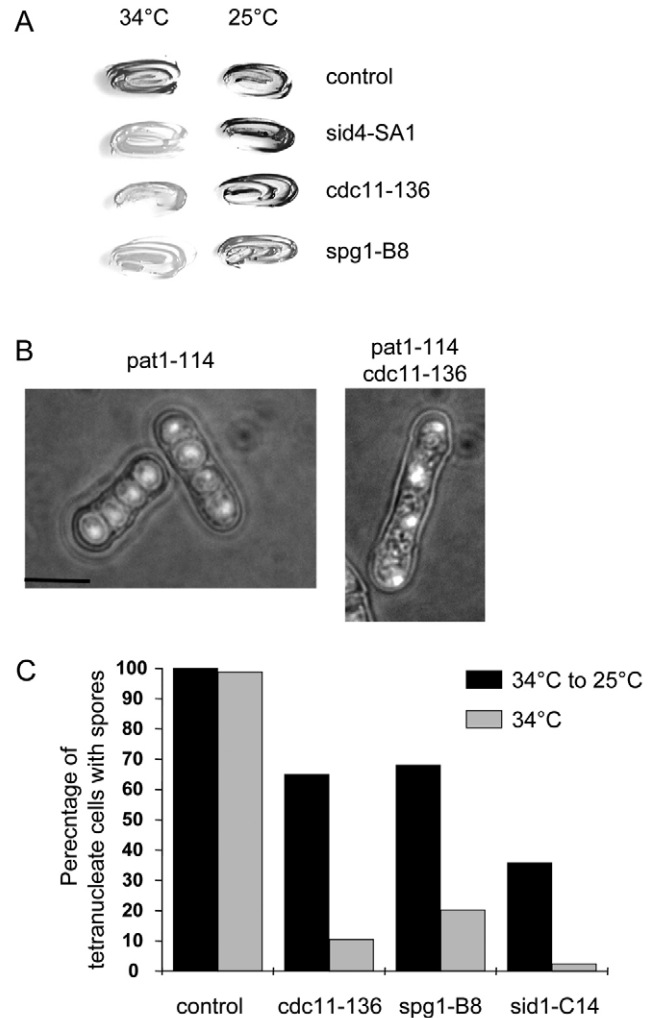 A
34°C 25°C
control
sid4-SA1
cdc11-136
spg1-B8
B
pat1-114
pat1-114
cdc11-136
C
Perecntage of
tetranucleate cells with spores
100
90
80
70
60
50
40
30
20
10
0
34°C to 25°C
34°C
control cdc11-136 spg1-B8 sid1-C14